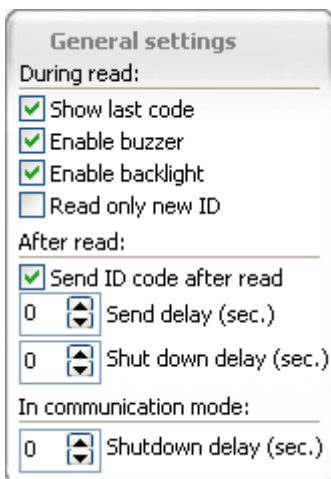 General settings
During read:
Show last code
Enable buzzer
Enable backlight
Read only new ID
After read:
Send ID code after read
0 Send delay (sec.)
0 Shut down delay (sec.)
In communication mode:
0 Shutdown delay (sec.)